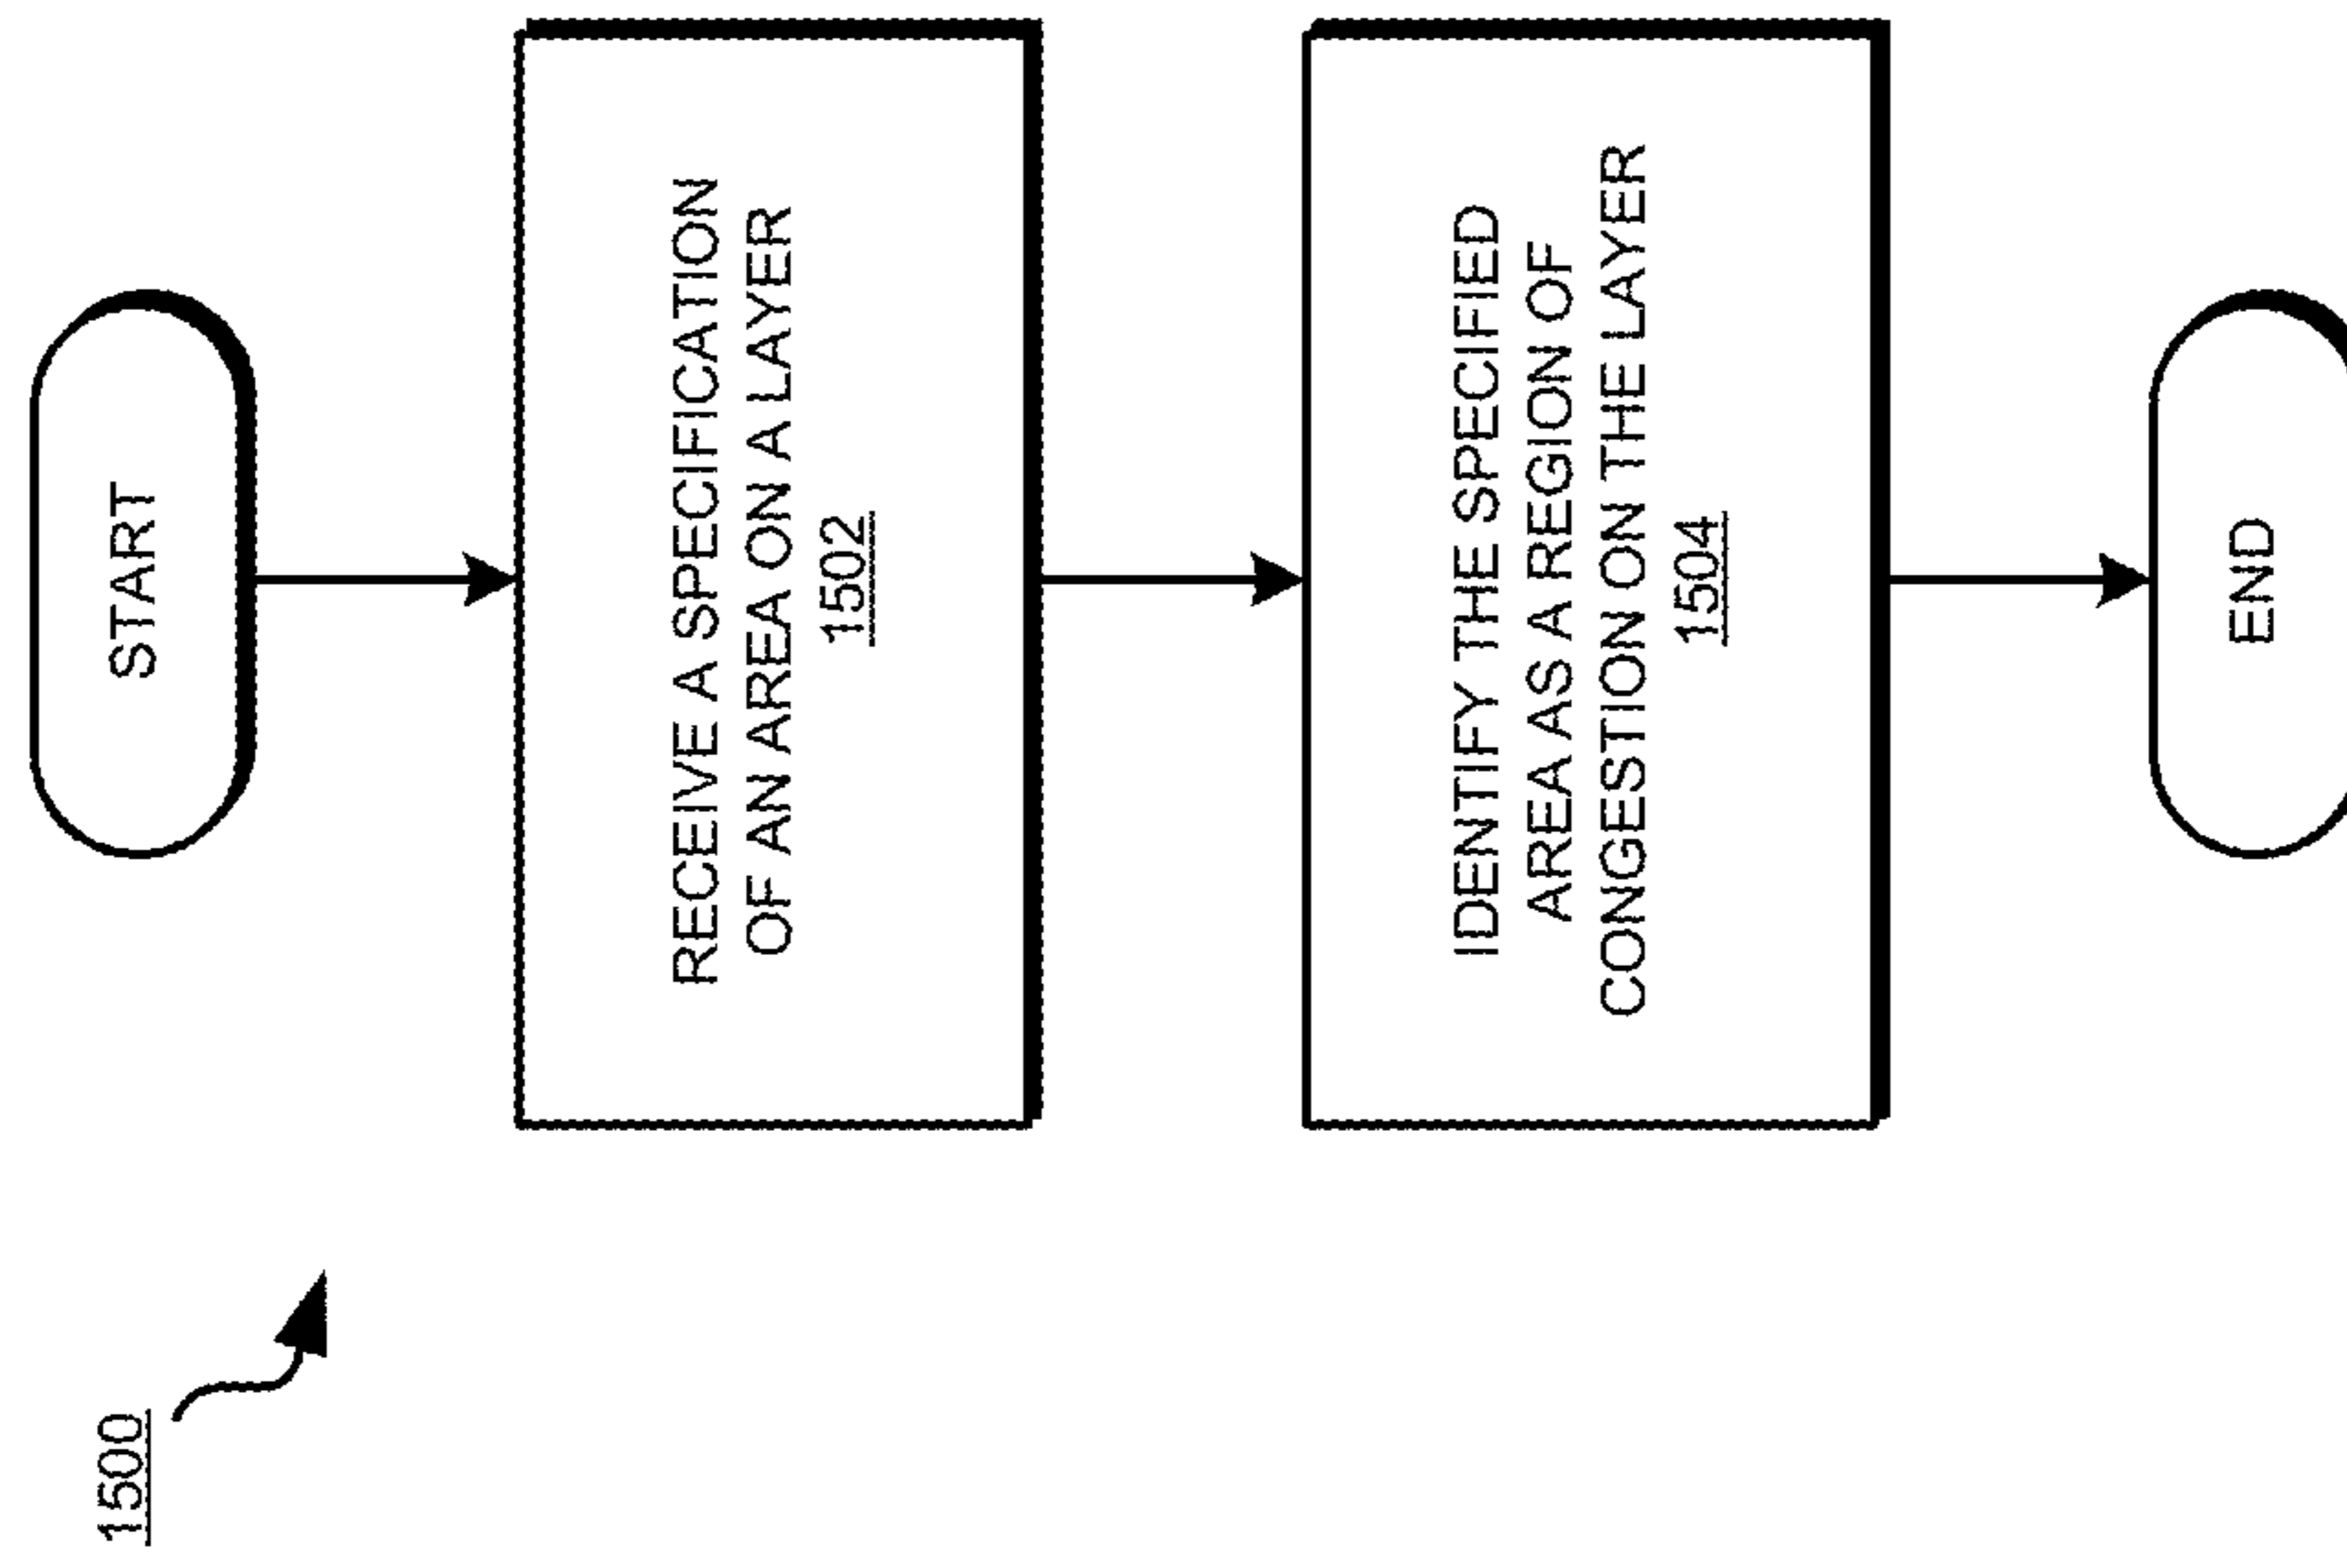 1500
START
RECEIVE A SPECIFICATION
OF AN AREA ON A LAYER
1502
IDENTIFY THE SPECIFIED
AREA AS A REGION OF
CONGESTION ON THE LAYER
1504
END